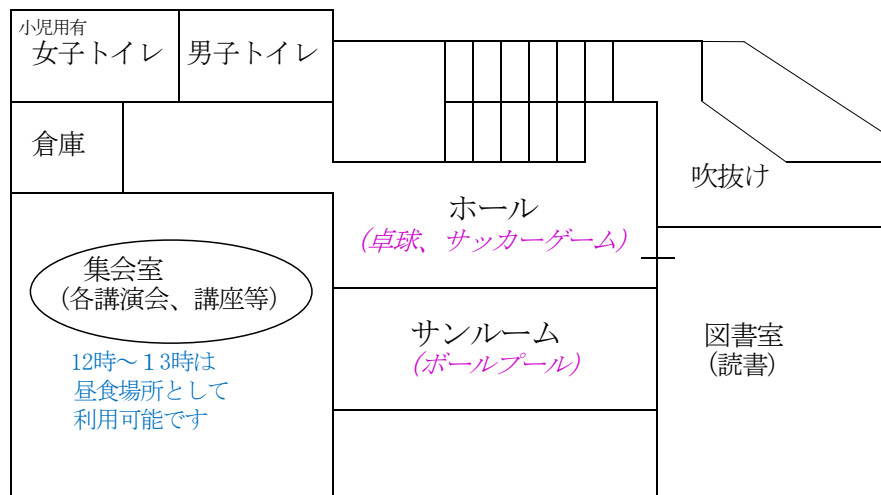 小児用有
女子トイレ
男子トイレ
倉庫
吹抜け
ホール
(卓球、サッカーゲーム)
集会室
(各講演会、講座等)
12時～１3時は
昼食場所として
利用可能です
サンルーム
(ボールプール)
図書室
(読書)